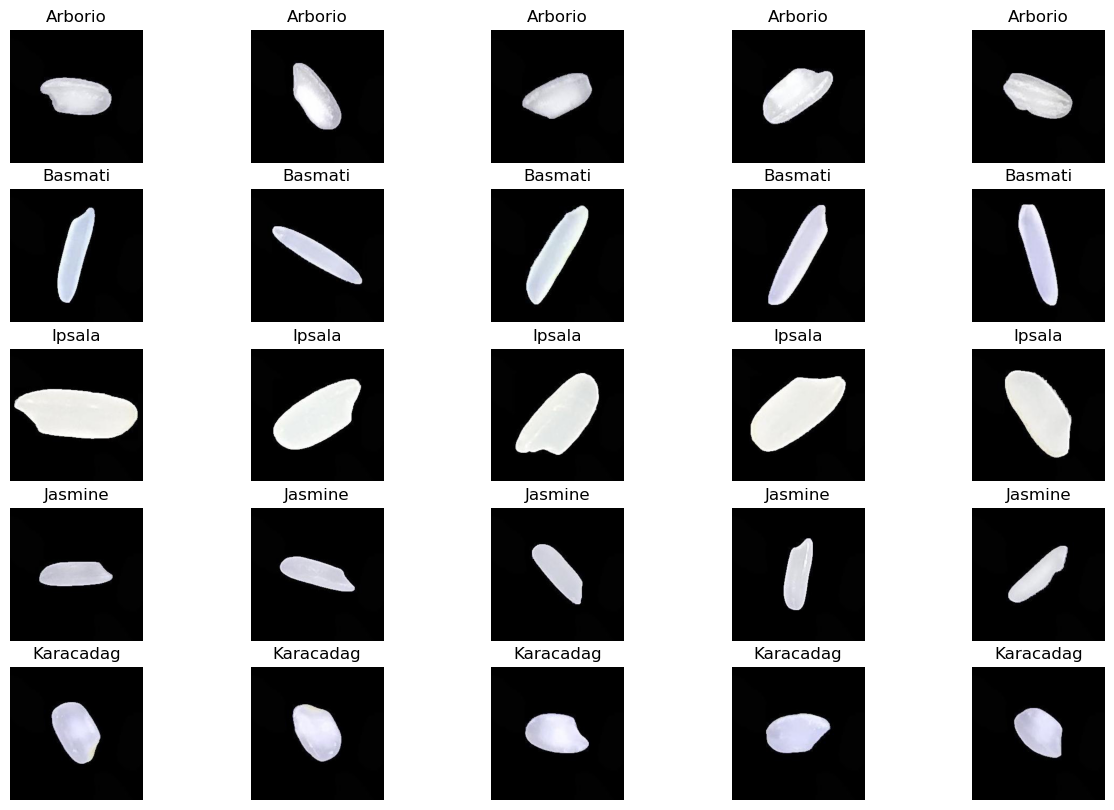 Arborio Arborio Arborio Arborio Arborio
Basmati Basmati Basmati Basmati Basmati
Ipsala Ipsala Ipsala Ipsala Ipsala
Jasmine Jasmine Jasmine Jasmine Jasmine
Karacadag Karacadag Karacadag Karacadag Karacadag